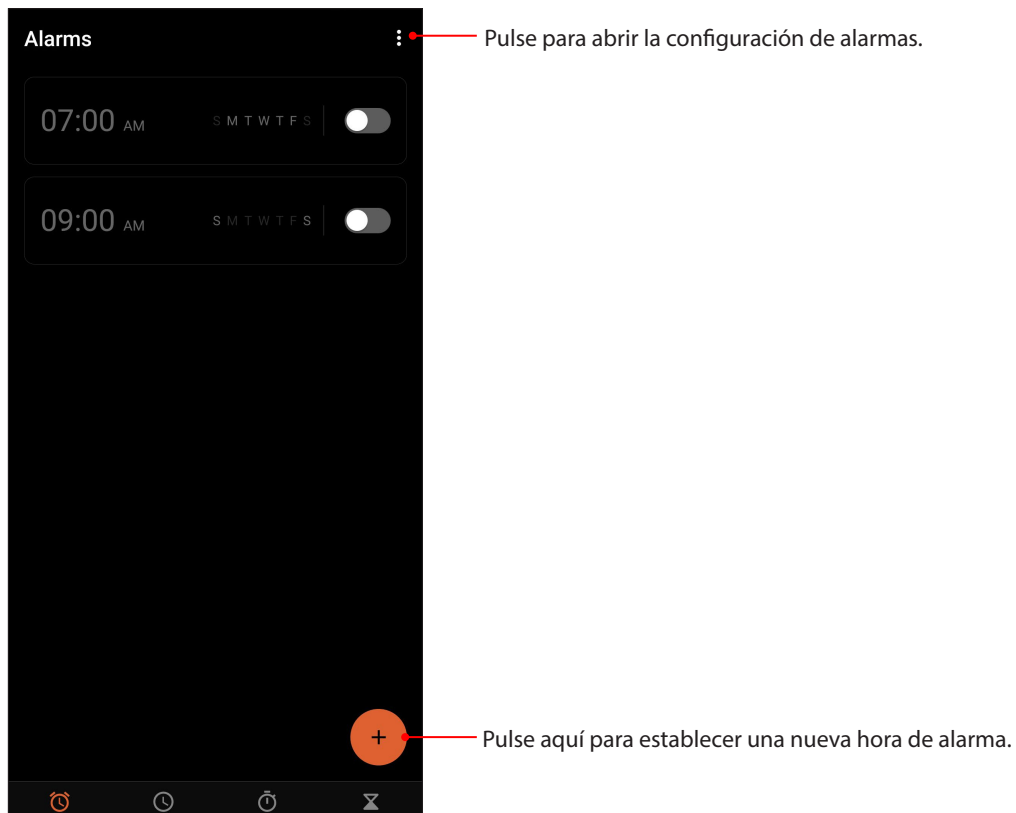 Alarms
Pulse para abrir la configuración de alarmas.
07:00 AM S M T W T F S
09:00 AM S M T W T F S
+
Pulse aquí para establecer una nueva hora de alarma.